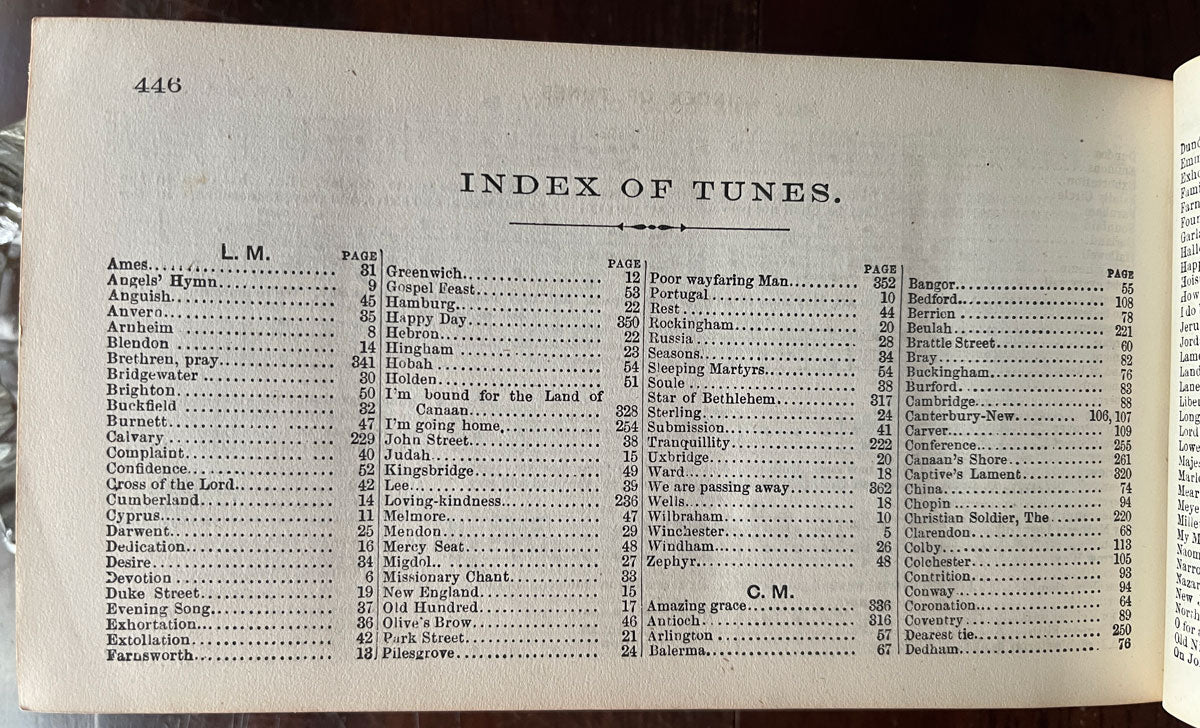 446
INDEX OF TUNES.
L. M.
PAGE
Ames 31
Angels' Hymn 9
Anguish 45
Anvero 35
Arnheim 8
Blendon 14
Brethren, pray 341
Bridgewater 30
Brighton 50
Buckfield 32
Burnett 47
Calvary 229
Complaint 40
Confidence 52
Cross of the Lord 42
Cumberland 14
Cyprus 11
Darwent 25
Dedication 16
Desire 34
Devotion 6
Duke Street 19
Evening Song 37
Exhortation 36
Extollation 42
Farnsworth 13
PAGE
Greenwich 12
Gospel Feast 53
Hamburg 22
Happy Day 350
Hebron 22
Hingham 23
Hobah 54
Holden 51
I'm bound for the Land of
Canaan 328
I'm going home 254
John Street 38
Judah 15
Kingsbridge 49
Lee 39
Loving-kindness 236
Melmore 47
Mendon 29
Mercy Seat 48
Migdol 27
Missionary Chant 33
New England 15
Old Hundred 17
Olive's Brow 46
Park Street 21
Pilesgrove 24
PAGE
Poor wayfaring Man 352
Portugal 10
Rest 44
Rockingham 20
Russia 28
Seasons 34
Sleeping Martyrs 54
Soule 38
Star of Bethlehem 317
Sterling 24
Submission 41
Tranquillity 222
Uxbridge 20
Ward 18
We are passing away 362
Wells 18
Wilbraham 10
Winchester 5
Windham 26
Zephyr 48
C. M.
Amazing grace 336
Antioch 316
Arlington 57
Balerma 67
PAGE
Bangor 55
Bedford 108
Berrien 78
Beulah 221
Brattle Street 60
Bray 82
Buckingham 76
Burford 83
Cambridge 88
Canterbury-New 106, 107
Carver 109
Conference 255
Canaan's Shore 261
Captive's Lament 320
China 74
Chopin 94
Christian Soldier, The 220
Clarendon 68
Colby 113
Colchester 105
Contrition 93
Conway 94
Coronation 64
Coventry 89
Dearest tie 250
Dedham 76